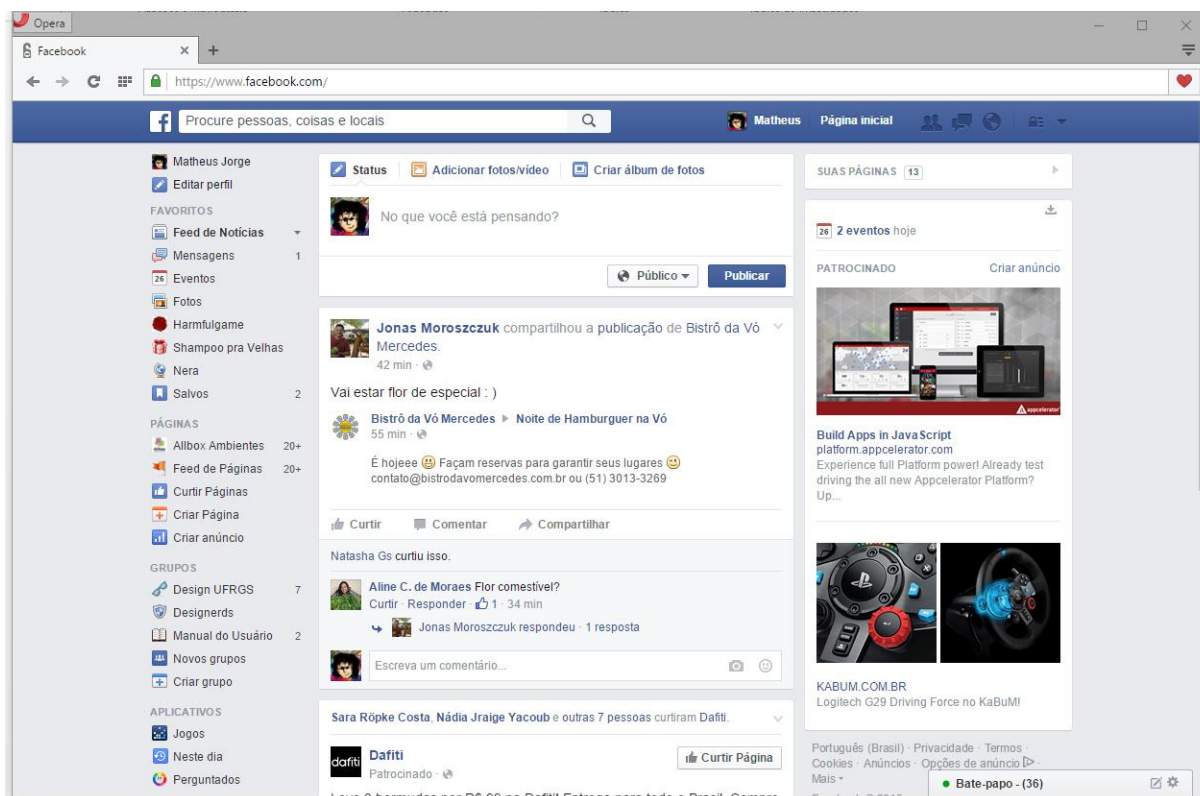 Opera
Facebook
https://www.facebook.com/
Procure pessoas, coisas e locais
Matheus
Página inicial
Matheus Jorge
Editar perfil
FAVORITOS
Feed de Notícias
Mensagens 1
26 Eventos
Fotos
Harmfulgame
Shampoo pra Velhas
Nera
Salvos 2
PÁGINAS
Allbox Ambientes 20+
Feed de Páginas 20+
Curtir Páginas
Criar Página
Criar anúncio
GRUPOS
Design UFRGS 7
Designerds
Manual do Usuário 2
Novos grupos
Criar grupo
APLICATIVOS
Jogos
Neste dia
Perguntados
Status
Adicionar fotos/vídeo
Criar álbum de fotos
No que você está pensando?
Público
Publicar
Jonas Moroszczuk compartilhou a publicação de Bistrô da Vó
Mercedes.
42 min ·
Vai estar flor de especial : )
Bistrô da Vó Mercedes ▶ Noite de Hamburguer na Vó
55 min ·
É hojeee 😃 Façam reservas para garantir seus lugares 🙂
contato@bistrodavomercedes.com.br ou (51) 3013-3269
Curtir
Comentar
Compartilhar
Natasha Gs curtiu isso.
Aline C. de Moraes Flor comestível?
Curtir · Responder · 1 · 34 min
Jonas Moroszczuk respondeu · 1 resposta
Escreva um comentário...
Sara Röpke Costa, Nádia Jraige Yacoub e outras 7 pessoas curtiram Dafiti.
dafiti
Dafiti
Patrocinado ·
Curtir Página
SUAS PÁGINAS 13
26 2 eventos hoje
PATROCINADO
Criar anúncio
appcelerator
Build Apps in JavaScript
platform.appcelerator.com
Experience full Platform power! Already test
driving the all new Appcelerator Platform?
Up...
KABUM.COM.BR
Logitech G29 Driving Force no KaBuM!
Português (Brasil) · Privacidade · Termos ·
Cookies · Anúncios · Opções de anúncio ·
Mais
Bate-papo - (36)